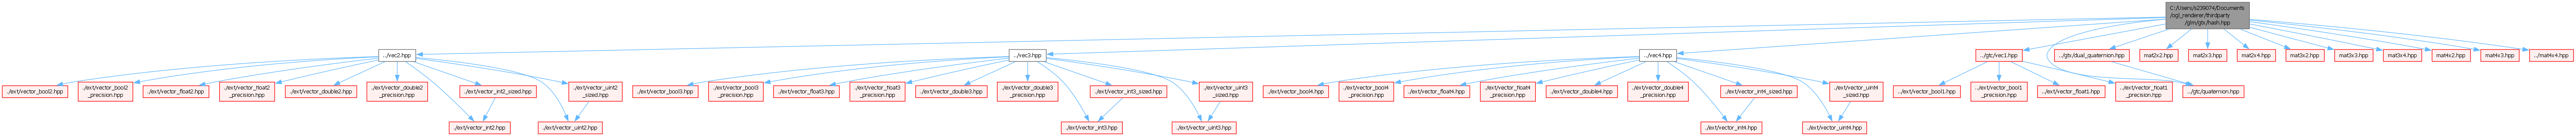 C:/Users/s239074/Documents
/ogl_renderer/thirdparty
/glm/gtx/hash.hpp
../vec2.hpp
../vec3.hpp
../vec4.hpp
../gtc/vec1.hpp
../gtx/dual_quaternion.hpp
mat2x2.hpp
mat2x3.hpp
mat2x4.hpp
mat3x2.hpp
mat3x3.hpp
mat3x4.hpp
mat4x2.hpp
mat4x3.hpp
../mat4x4.hpp
./ext/vector_bool2.hpp
./ext/vector_bool2
_precision.hpp
./ext/vector_float2.hpp
./ext/vector_float2
_precision.hpp
./ext/vector_double2.hpp
./ext/vector_double2
_precision.hpp
./ext/vector_int2_sized.hpp
./ext/vector_uint2
_sized.hpp
./ext/vector_bool3.hpp
./ext/vector_bool3
_precision.hpp
./ext/vector_float3.hpp
./ext/vector_float3
_precision.hpp
./ext/vector_double3.hpp
./ext/vector_double3
_precision.hpp
./ext/vector_int3_sized.hpp
./ext/vector_uint3
_sized.hpp
./ext/vector_bool4.hpp
./ext/vector_bool4
_precision.hpp
./ext/vector_float4.hpp
./ext/vector_float4
_precision.hpp
./ext/vector_double4.hpp
./ext/vector_double4
_precision.hpp
./ext/vector_int4_sized.hpp
./ext/vector_uint4
_sized.hpp
../ext/vector_bool1.hpp
../ext/vector_bool1
_precision.hpp
../ext/vector_float1.hpp
../ext/vector_float1
_precision.hpp
../gtc/quaternion.hpp
./ext/vector_int2.hpp
./ext/vector_uint2.hpp
./ext/vector_int3.hpp
./ext/vector_uint3.hpp
./ext/vector_int4.hpp
./ext/vector_uint4.hpp